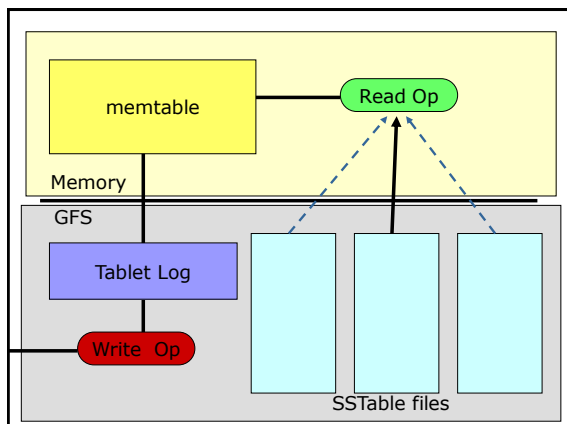 memtable
Read Op
Memory
GFS
Tablet Log
Write Op
SSTable files